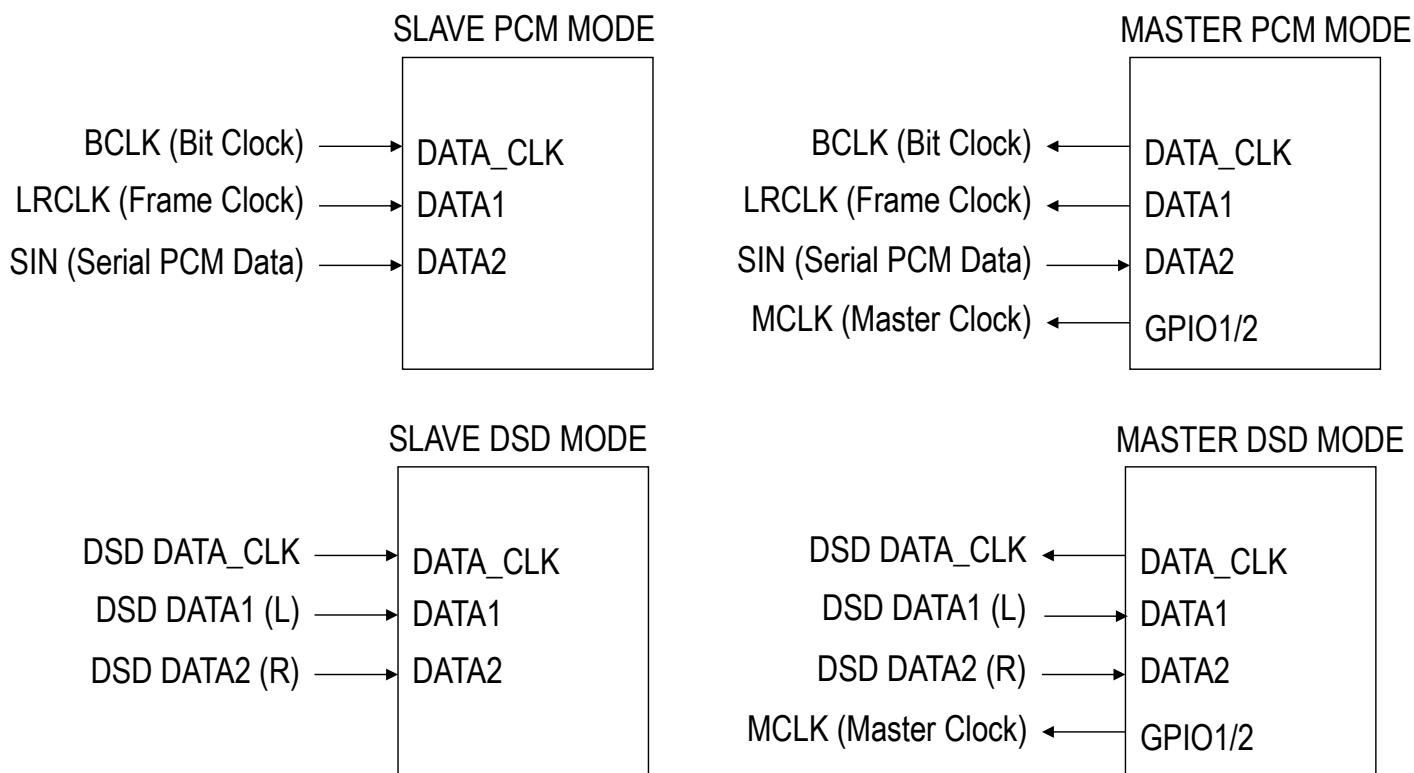 SLAVE PCM MODE
BCLK (Bit Clock)
DATA_CLK
LRCLK (Frame Clock)
DATA1
SIN (Serial PCM Data)
DATA2
MASTER PCM MODE
BCLK (Bit Clock)
DATA_CLK
LRCLK (Frame Clock)
DATA1
SIN (Serial PCM Data)
DATA2
MCLK (Master Clock)
GPIO1/2
SLAVE DSD MODE
DSD DATA_CLK
DATA_CLK
DSD DATA1 (L)
DATA1
DSD DATA2 (R)
DATA2
MASTER DSD MODE
DSD DATA_CLK
DATA_CLK
DSD DATA1 (L)
DATA1
DSD DATA2 (R)
DATA2
MCLK (Master Clock)
GPIO1/2